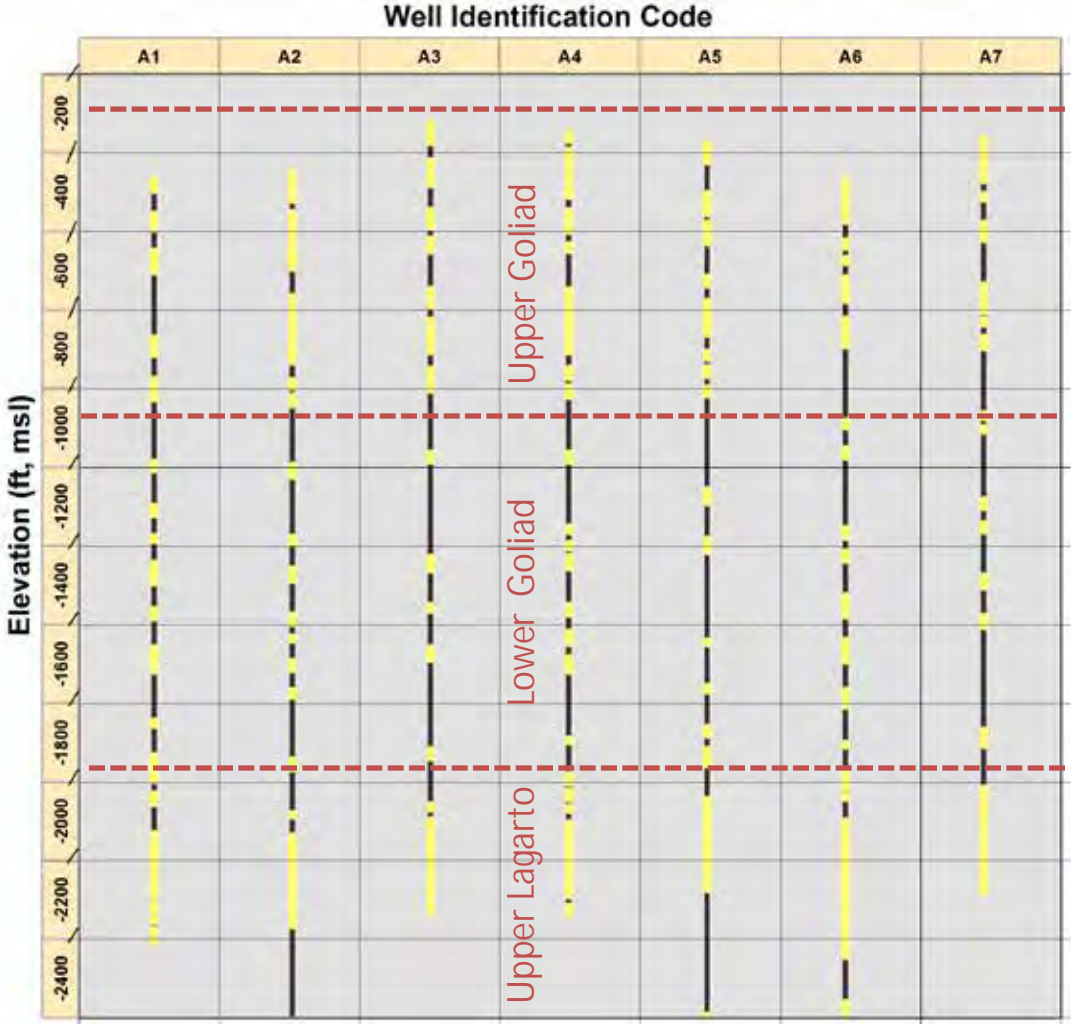 Well Identification Code
A1 A2 A3 A4 A5 A6 A7
Elevation (ft, msl)
-200
-400
-600
-800
-1000
-1200
-1400
-1600
-1800
-2000
-2200
-2400
Upper Goliad
Lower Goliad
Upper Lagarto